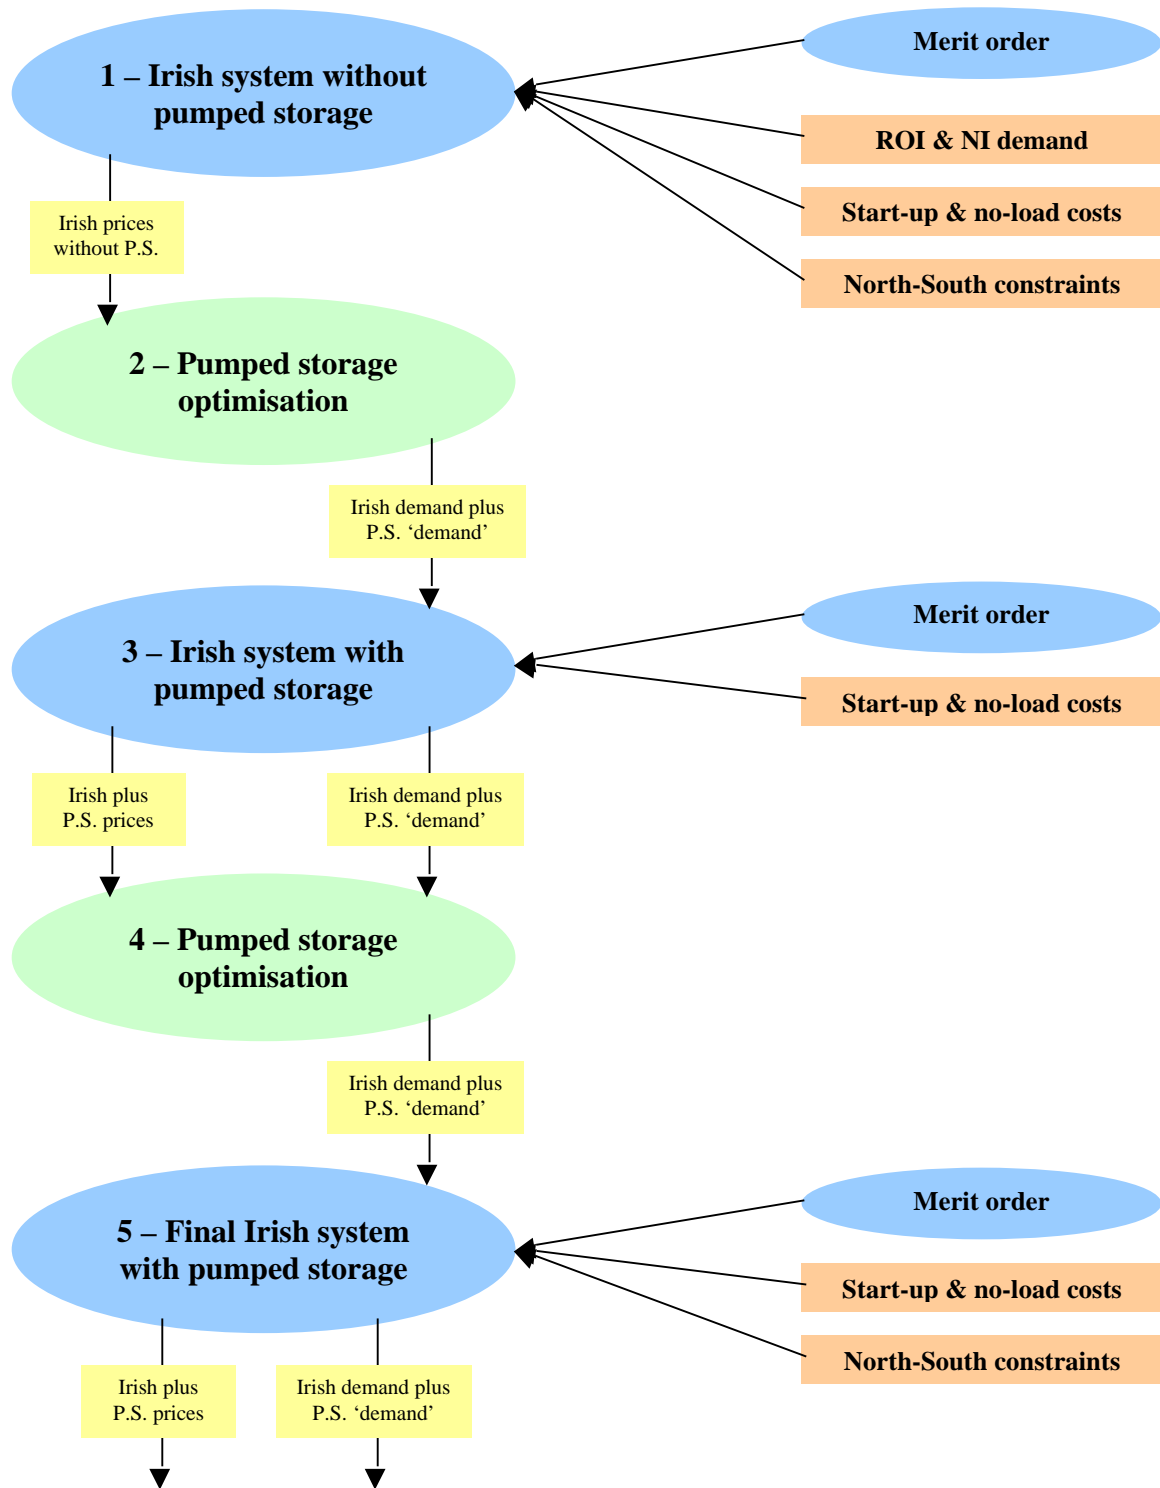 1 – Irish system without
pumped storage
Merit order
ROI & NI demand
Start-up & no-load costs
North-South constraints
Irish prices
without P.S.
2 – Pumped storage
optimisation
Irish demand plus
P.S. ‘demand’
3 – Irish system with
pumped storage
Merit order
Start-up & no-load costs
Irish plus
P.S. prices
Irish demand plus
P.S. ‘demand’
4 – Pumped storage
optimisation
Irish demand plus
P.S. ‘demand’
5 – Final Irish system
with pumped storage
Merit order
Start-up & no-load costs
North-South constraints
Irish plus
P.S. prices
Irish demand plus
P.S. ‘demand’